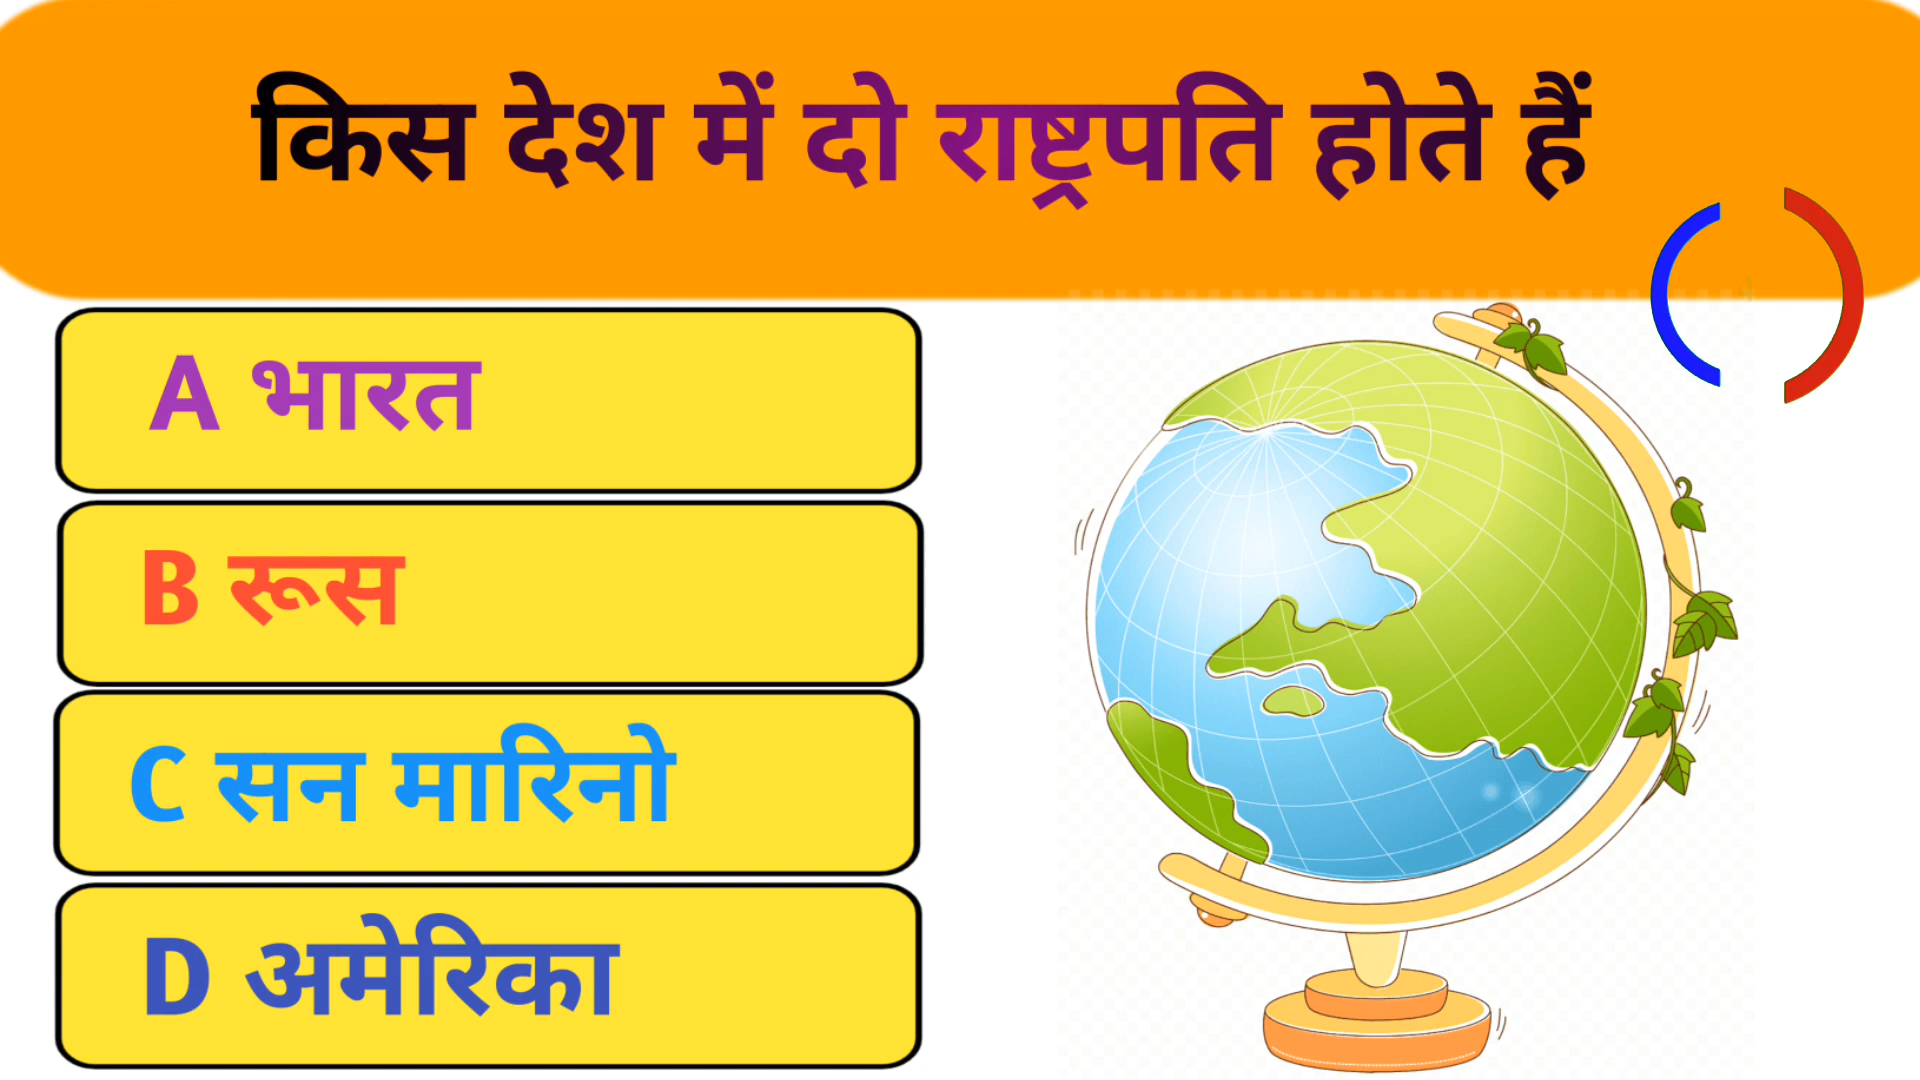 किस देश में दो राष्ट्रपति होते हैं
A भारत
B रूस
C सन मारिनो
D अमेरिका